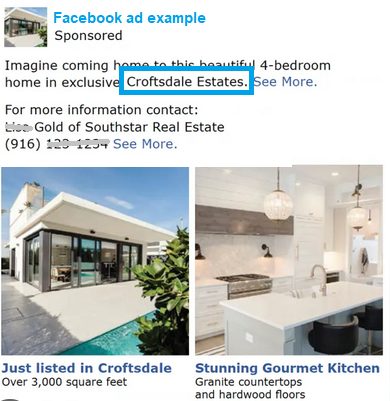 Facebook ad example
Sponsored
Imagine coming home to this beautiful 4-bedroom
home in exclusive Croftsdale Estates. See More.
For more information contact:
Gold of Southstar Real Estate
(916) 123-1234 See More.
Just listed in Croftsdale
Over 3,000 square feet
Stunning Gourmet Kitchen
Granite countertops
and hardwood floors